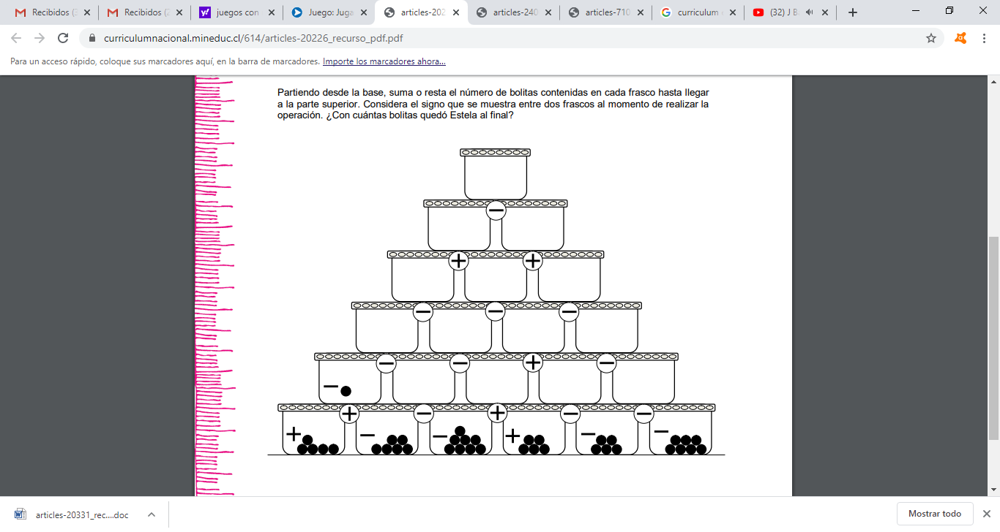 Recibidos (3
Recibidos (2
juegos con
Juego: Juga
articles-202
articles-240
articles-710
curriculum
(32) J B
curriculumnacional.mineduc.cl/614/articles-20226_recurso_pdf.pdf
Para un acceso rápido, coloque sus marcadores aquí, en la barra de marcadores. Importe los marcadores ahora...
Partiendo desde la base, suma o resta el número de bolitas contenidas en cada frasco hasta llegar
a la parte superior. Considera el signo que se muestra entre dos frascos al momento de realizar la
operación. ¿Con cuántas bolitas quedó Estela al final?
−
+ +
− − −
− − + −
−
+ − + − −
+ − − + − −
articles-20331_rec....doc
Mostrar todo